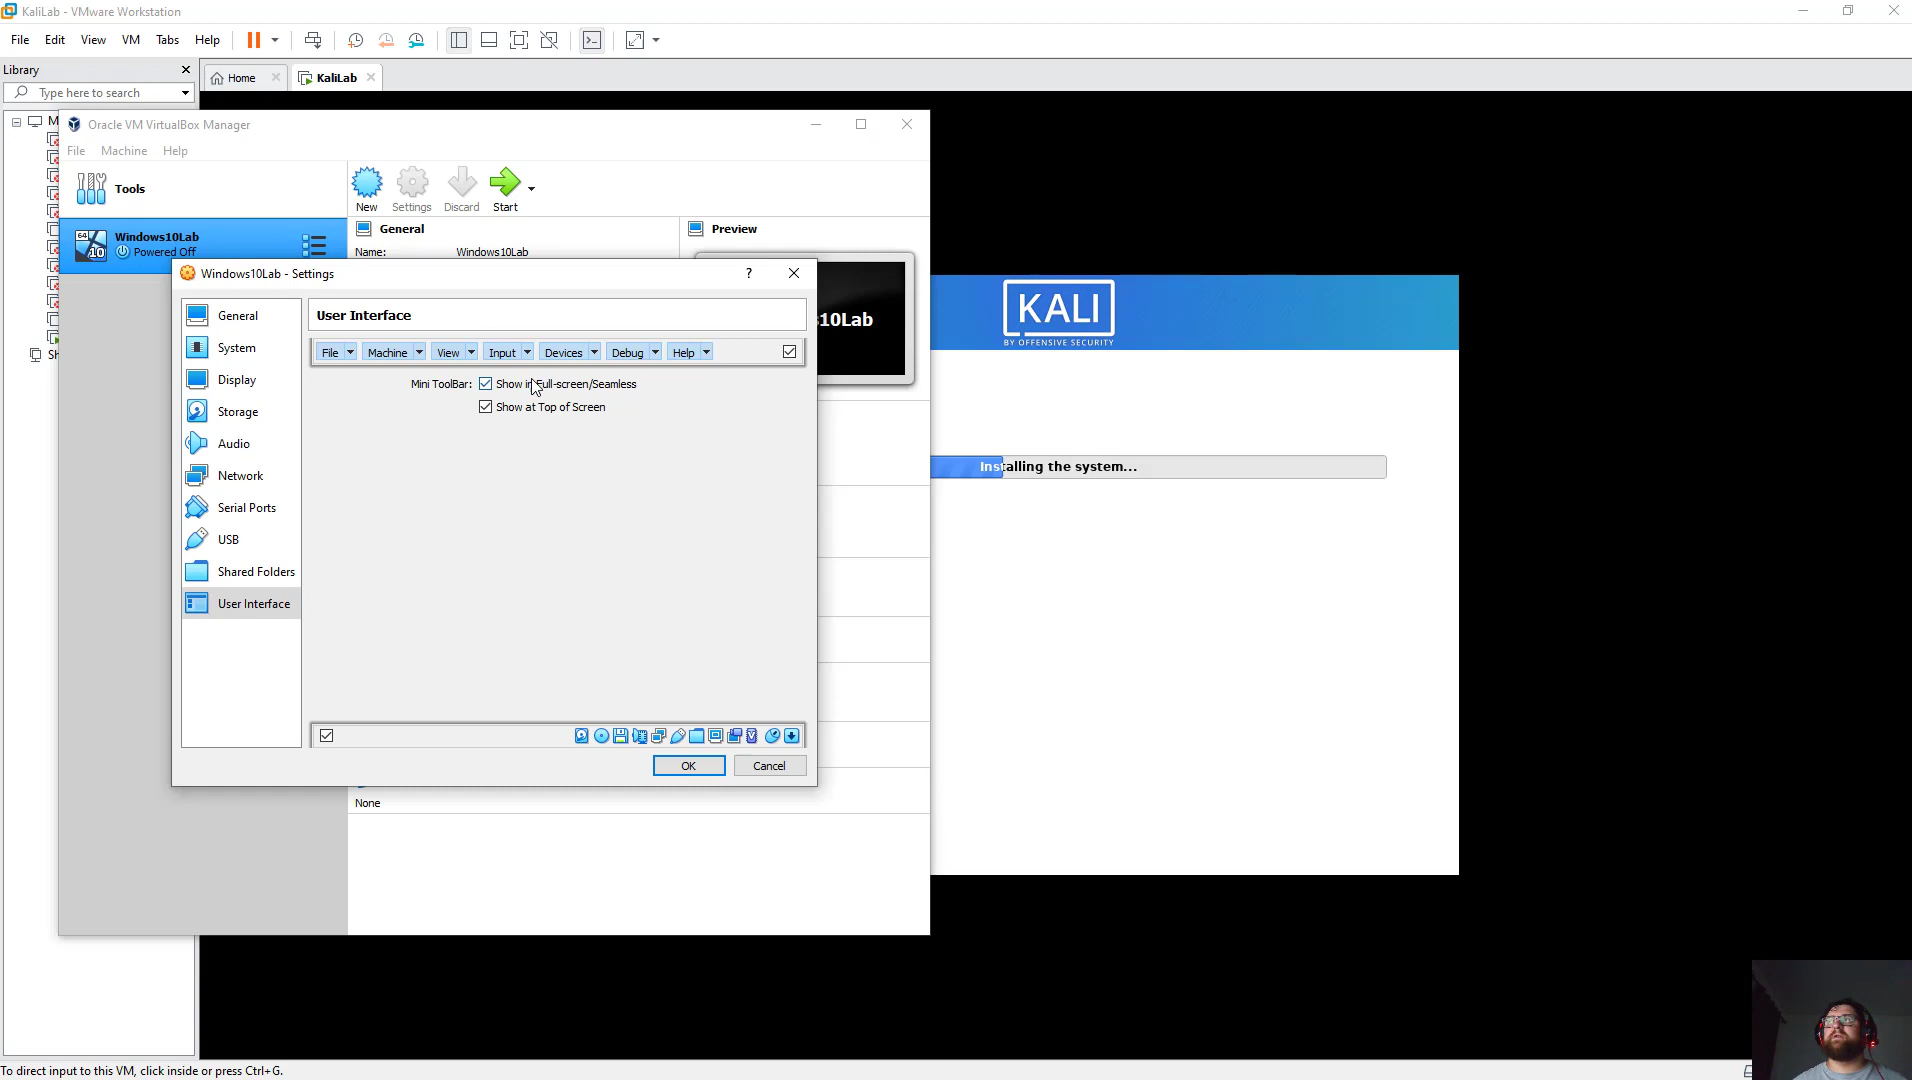 KaliLab - VMware Workstation
File Edit View VM Tabs Help
Library
Home
KaliLab
Type here to search
M
Oracle VM VirtualBox Manager
File Machine Help
Tools
New
Settings
Discard
Start
Windows10Lab
Powered Off
64
10
General
Preview
Name: Windows10Lab
s10Lab
Windows10Lab - Settings
?
General
System
Display
Storage
Audio
Network
Serial Ports
USB
Shared Folders
User Interface
User Interface
File Machine View Input Devices Debug Help
Mini ToolBar: Show in Full-screen/Seamless
Show at Top of Screen
OK
Cancel
None
Sh
KALI
BY OFFENSIVE SECURITY
Installing the system...
To direct input to this VM, click inside or press Ctrl+G.